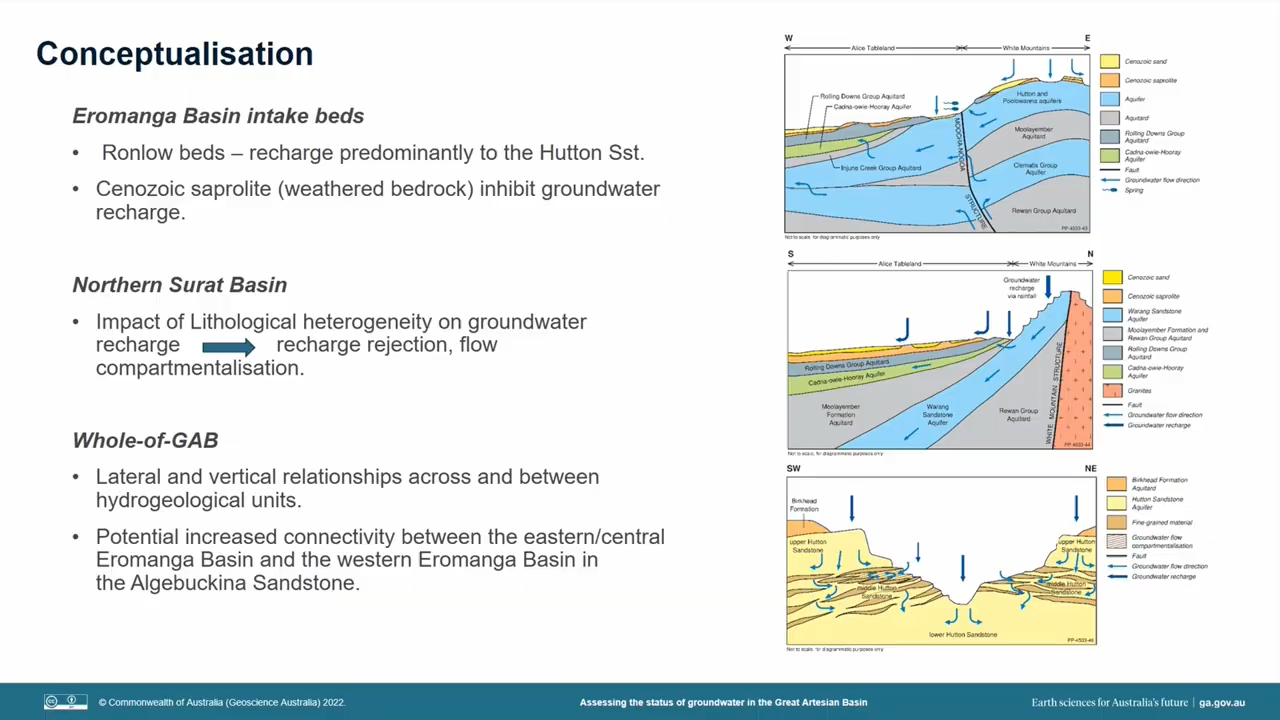 Conceptualisation
Eromanga Basin intake beds
• Ronlow beds – recharge predominantly to the Hutton Sst.
• Cenozoic saprolite (weathered bedrock) inhibit groundwater
recharge.
Northern Surat Basin
• Impact of Lithological heterogeneity on groundwater
recharge recharge rejection, flow
compartmentalisation.
Whole-of-GAB
• Lateral and vertical relationships across and between
hydrogeological units.
• Potential increased connectivity between the eastern/central
Eromanga Basin and the western Eromanga Basin in
the Algebuckina Sandstone.
W E
Alice Tableland White Mountains
Rolling Downs Group Aquitard
Cadna-owie-Hooray Aquifer
Hutton and
Poolowanna aquifers
Moolayember
Aquitard
Injune Creek Group Aquitard
Clematis Group
Aquifer
Rewan Group Aquitard
STRUCTURE
Not to scale, for diagrammatic purposes only
Cenozoic sand
Cenozoic saprolite
Aquifer
Aquitard
Rolling Downs Group
Aquitard
Cadna-owie-Hooray
Aquifer
Fault
Groundwater flow direction
Spring
S N
Alice Tableland White Mountains
Groundwater
recharge
via rainfall
Rolling Downs Group Aquitard
Cadna-owie-Hooray Aquifer
Moolayember
Formation
Aquitard
Warang
Sandstone
Aquifer
Rewan Group
Aquitard
WHITE MOUNTAIN STRUCTURE
PP-4033-44
Not to scale, for diagrammatic purposes only
Cenozoic sand
Cenozoic saprolite
Warang Sandstone
Aquifer
Moolayember Formation and
Rewan Group Aquitard
Rolling Downs Group
Aquitard
Cadna-owie-Hooray
Aquifer
Granites
Fault
Groundwater flow direction
Groundwater recharge
SW NE
Birkhead
Formation
upper Hutton
Sandstone
upper Hutton
Sandstone
middle Hutton
Sandstone
middle Hutton
Sandstone
lower Hutton Sandstone
Not to scale, for diagrammatic purposes only
Birkhead Formation
Aquitard
Hutton Sandstone
Aquifer
Fine-grained material
Groundwater flow
compartmentalisation
Fault
Groundwater flow direction
Groundwater recharge
© Commonwealth of Australia (Geoscience Australia) 2022.
Assessing the status of groundwater in the Great Artesian Basin
Earth sciences for Australia's future | ga.gov.au